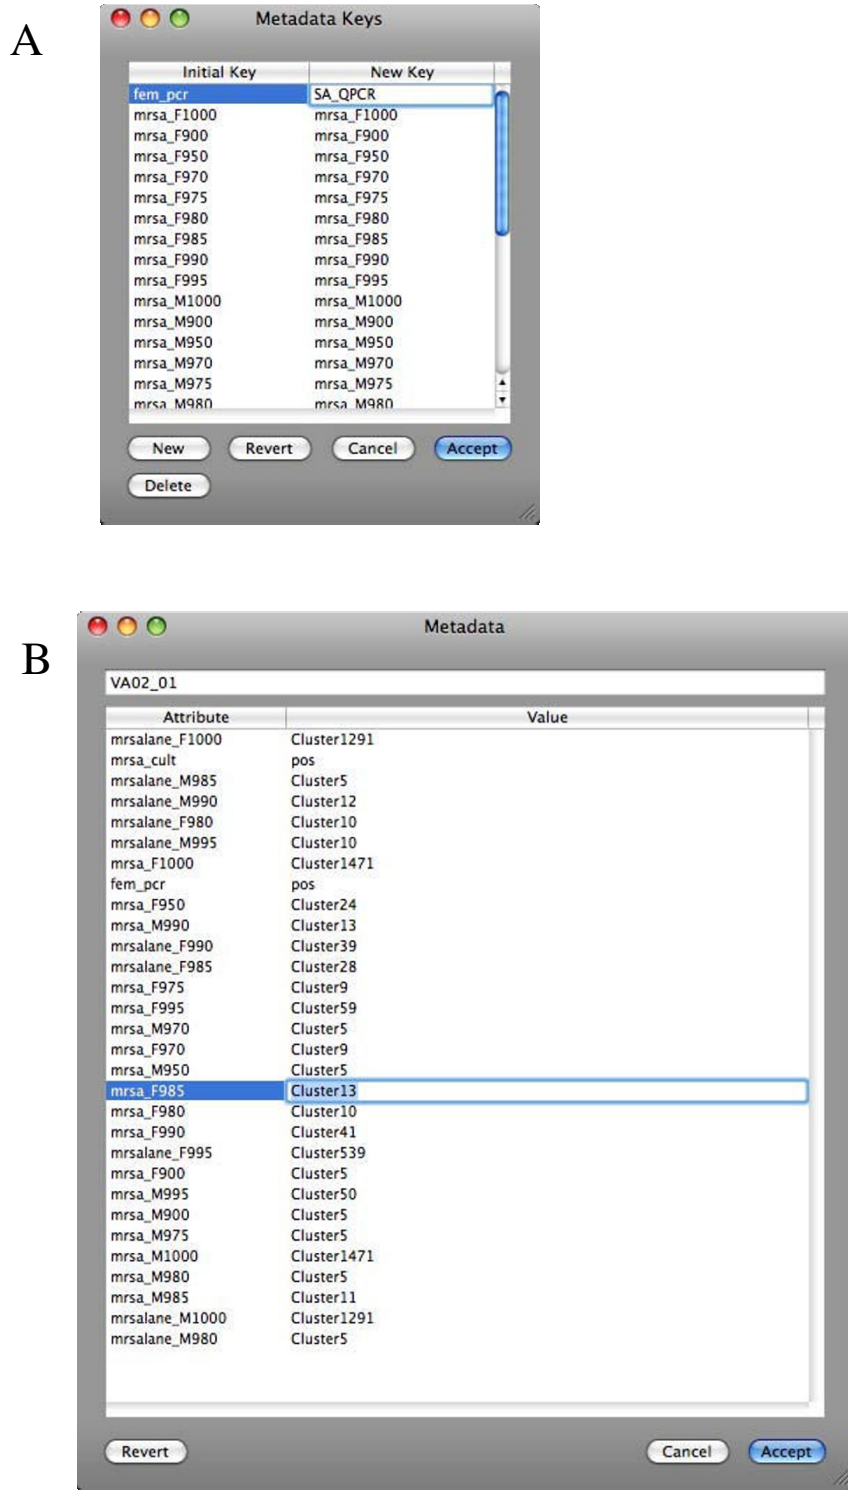 A
Metadata Keys
Initial Key New Key
fem_pcr SA_QPCR
mrsa_F1000 mrsa_F1000
mrsa_F900 mrsa_F900
mrsa_F950 mrsa_F950
mrsa_F970 mrsa_F970
mrsa_F975 mrsa_F975
mrsa_F980 mrsa_F980
mrsa_F985 mrsa_F985
mrsa_F990 mrsa_F990
mrsa_F995 mrsa_F995
mrsa_M1000 mrsa_M1000
mrsa_M900 mrsa_M900
mrsa_M950 mrsa_M950
mrsa_M970 mrsa_M970
mrsa_M975 mrsa_M975
mrsa_M980 mrsa_M980
New Revert Cancel Accept
Delete
B
Metadata
VA02_01
Attribute Value
mrsalane_F1000 Cluster1291
mrsa_cult pos
mrsalane_M985 Cluster5
mrsalane_M990 Cluster12
mrsalane_F980 Cluster10
mrsalane_M995 Cluster10
mrsa_F1000 Cluster1471
fem_pcr pos
mrsa_F950 Cluster24
mrsa_M990 Cluster13
mrsalane_F990 Cluster39
mrsalane_F985 Cluster28
mrsa_F975 Cluster9
mrsa_F995 Cluster59
mrsa_M970 Cluster5
mrsa_F970 Cluster9
mrsa_M950 Cluster5
mrsa_F985 Cluster13
mrsa_F980 Cluster10
mrsa_F990 Cluster41
mrsalane_F995 Cluster539
mrsa_F900 Cluster5
mrsa_M995 Cluster50
mrsa_M900 Cluster5
mrsa_M975 Cluster5
mrsa_M1000 Cluster1471
mrsa_M980 Cluster5
mrsa_M985 Cluster11
mrsalane_M1000 Cluster1291
mrsalane_M980 Cluster5
Revert Cancel Accept